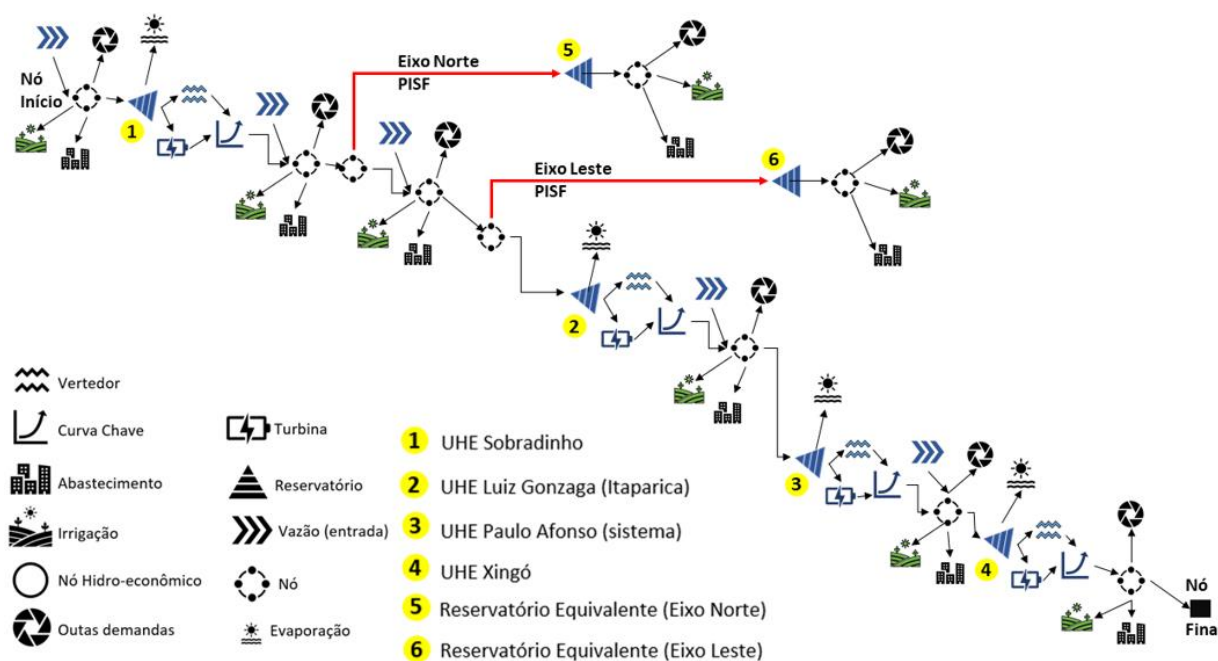 Nó
Início
1
Eixo Norte
PISF
5
Eixo Leste
PISF
6
2
3
4
Nó
Fina
Vertedor
Curva Chave
Abastecimento
Irrigação
Nó Hidro-econômico
Outas demandas
Turbina
Reservatório
Vazão (entrada)
Nó
Evaporação
1 UHE Sobradinho
2 UHE Luiz Gonzaga (Itaparica)
3 UHE Paulo Afonso (sistema)
4 UHE Xingó
5 Reservatório Equivalente (Eixo Norte)
6 Reservatório Equivalente (Eixo Leste)